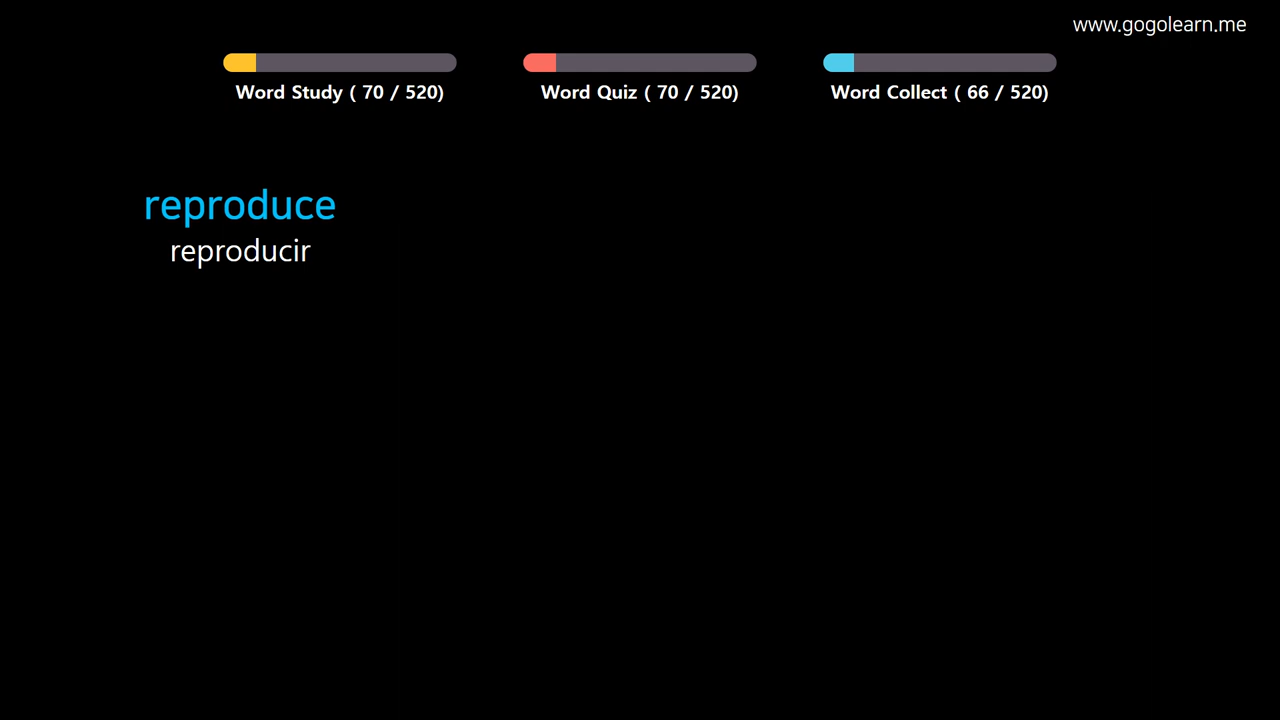 www.gogolearn.me
Word Study ( 70 / 520)
Word Quiz ( 70 / 520)
Word Collect ( 66 / 520)
reproduce
reproducir